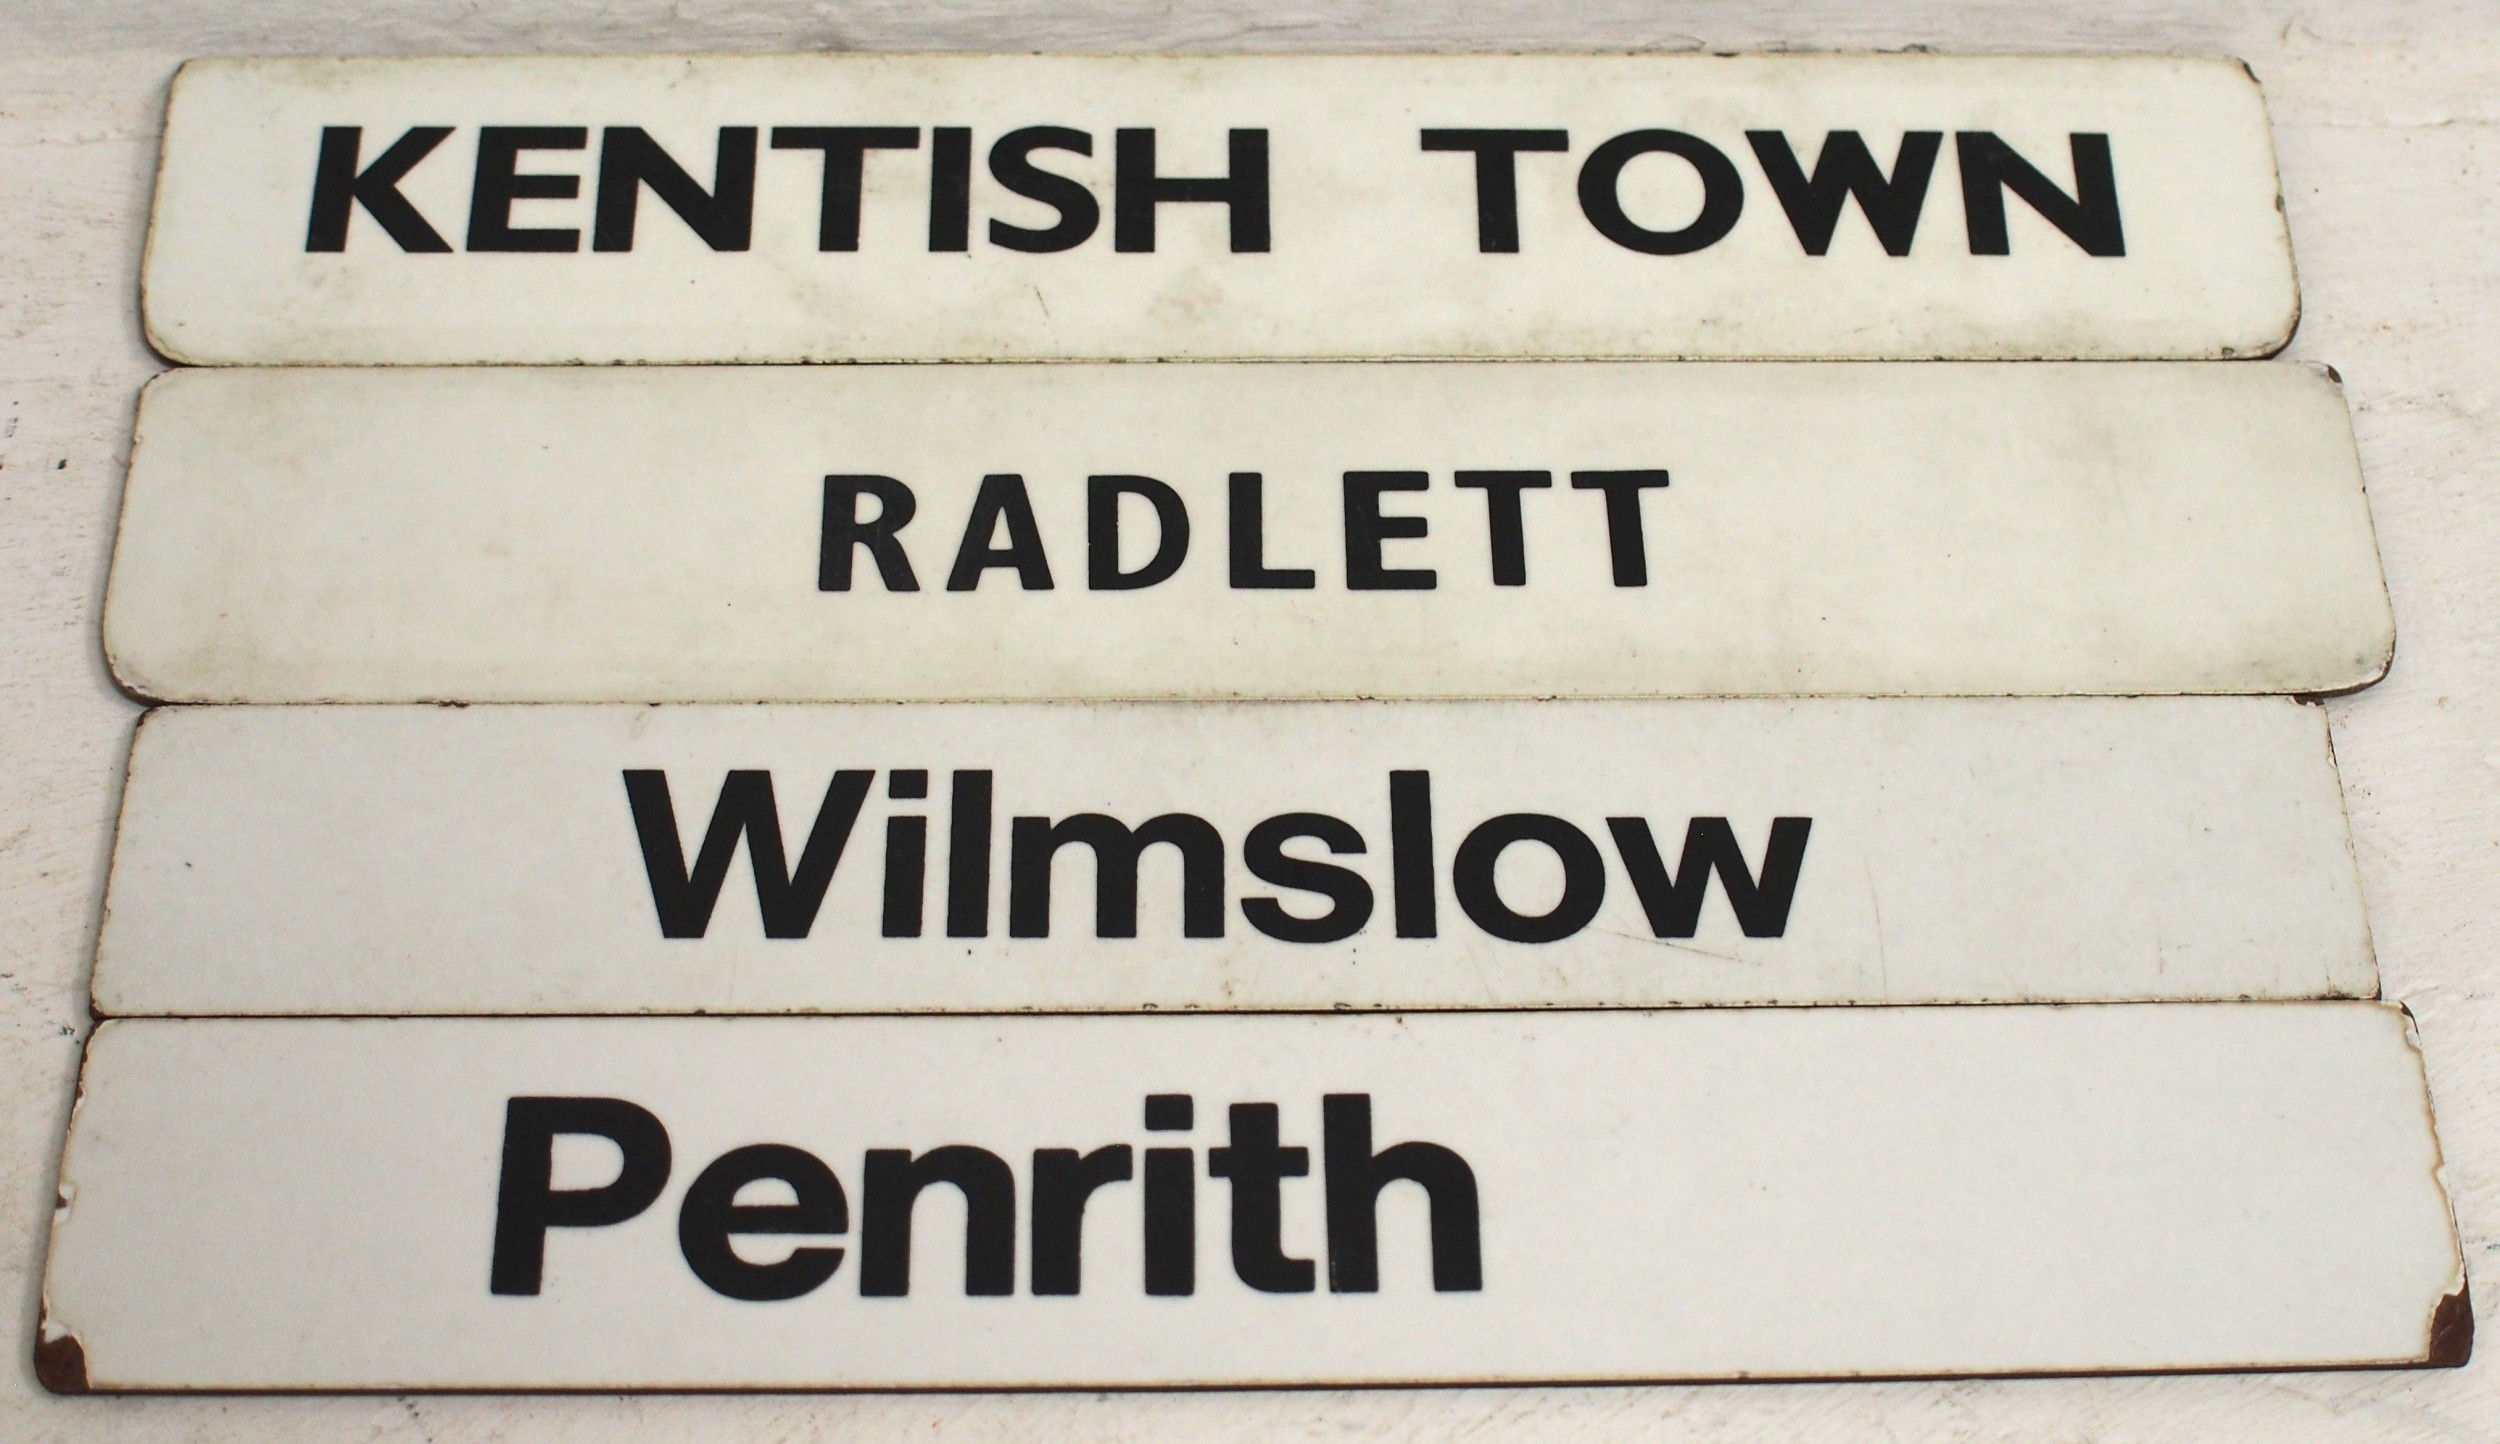 KENTISH TOWN
RADLETT
Wilmslow
Penrith